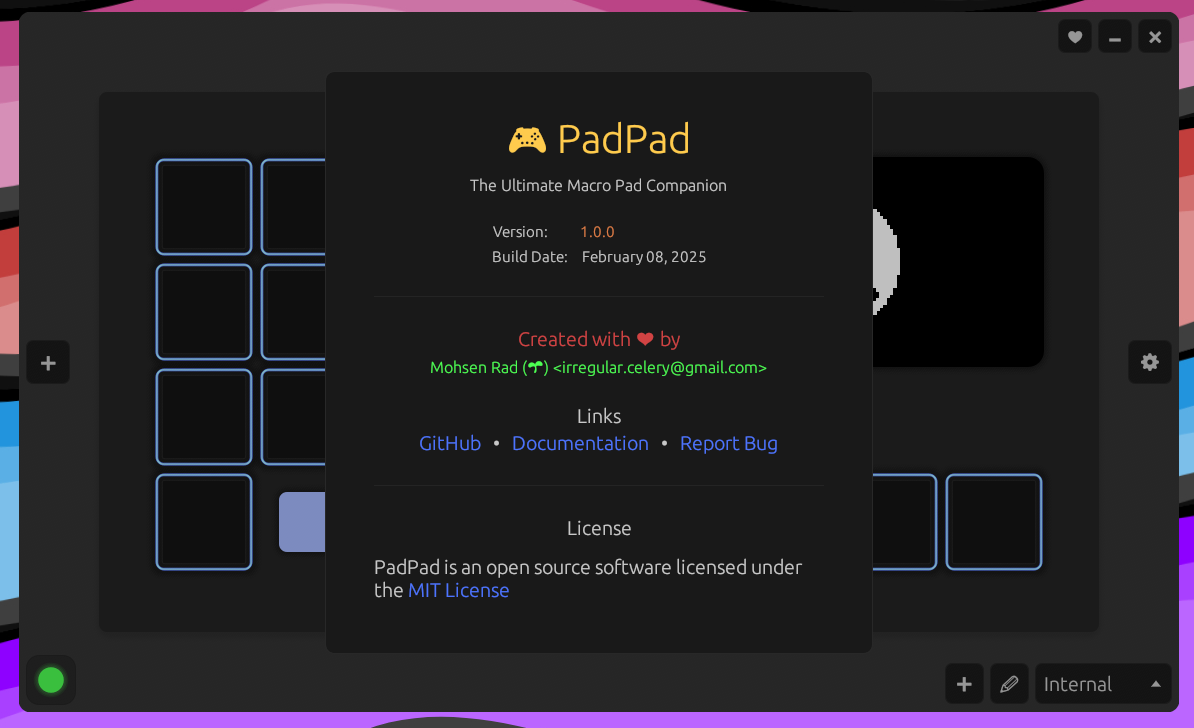 PadPad
The Ultimate Macro Pad Companion
Version: 1.0.0
Build Date: February 08, 2025
Created with ❤ by
Mohsen Rad (🌱) <irregular.celery@gmail.com>
Links
GitHub • Documentation • Report Bug
License
PadPad is an open source software licensed under
the MIT License
Internal